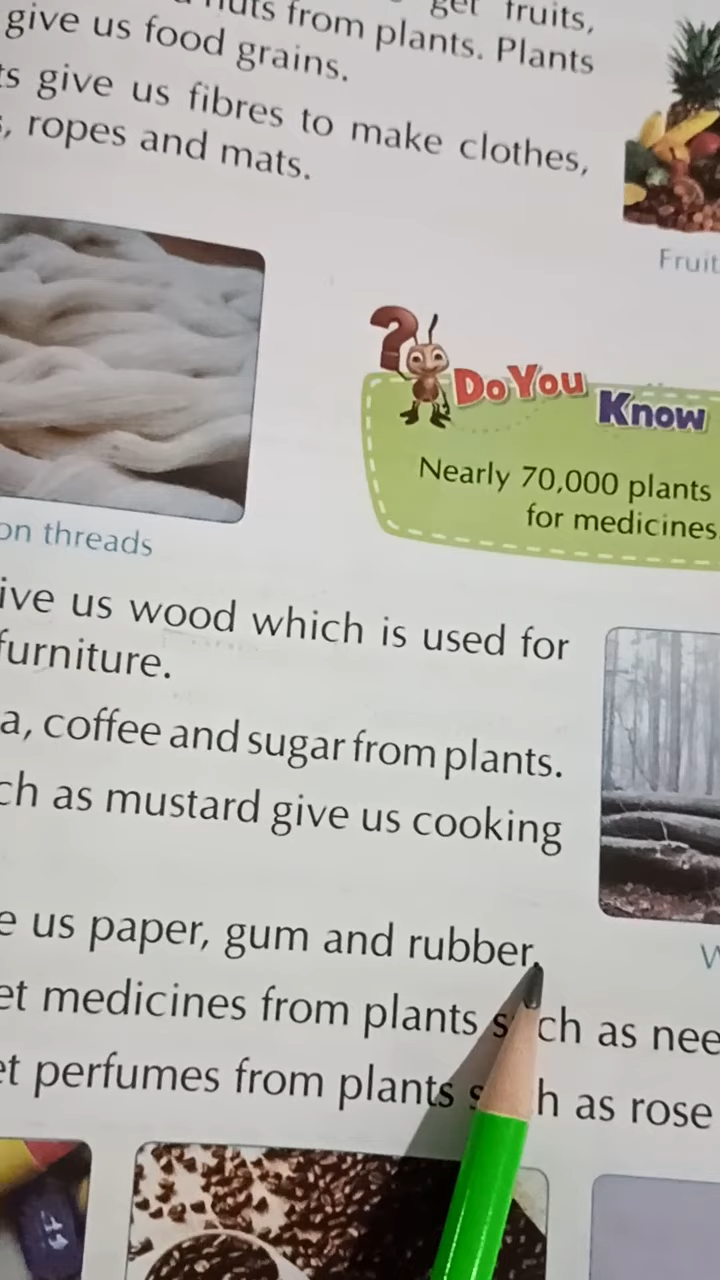 get fruits,
nuts from plants. Plants
give us food grains.
give us fibres to make clothes,
ropes and mats.
Fruit
Do You Know
Nearly 70,000 plants
for medicines
on threads
ive us wood which is used for
furniture.
a, coffee and sugar from plants.
ch as mustard give us cooking
e us paper, gum and rubber.
et medicines from plants such as nee
et perfumes from plants such as rose